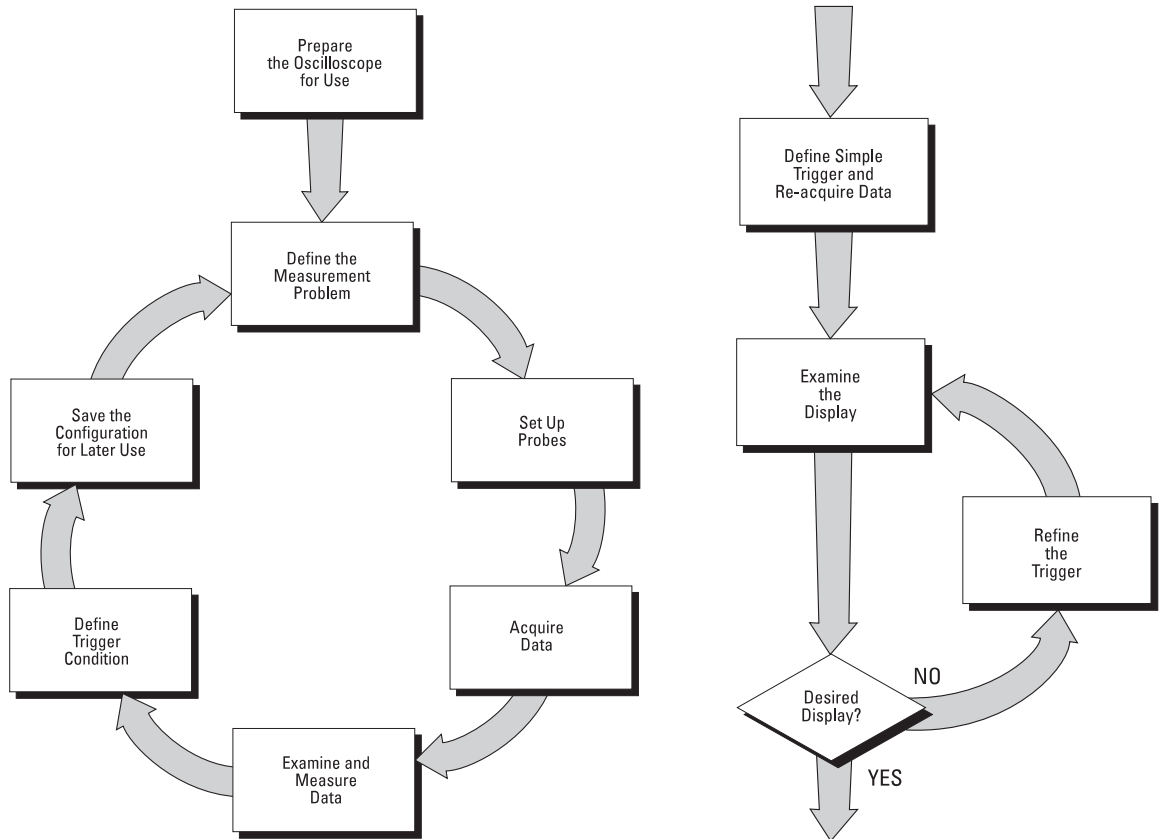 Prepare
the Oscilloscope
for Use
Define the
Measurement
Problem
Set Up
Probes
Acquire
Data
Examine and
Measure
Data
Define
Trigger
Condition
Save the
Configuration
for Later Use
Define Simple
Trigger and
Re-acquire Data
Examine
the
Display
Refine
the
Trigger
Desired
Display?
NO
YES